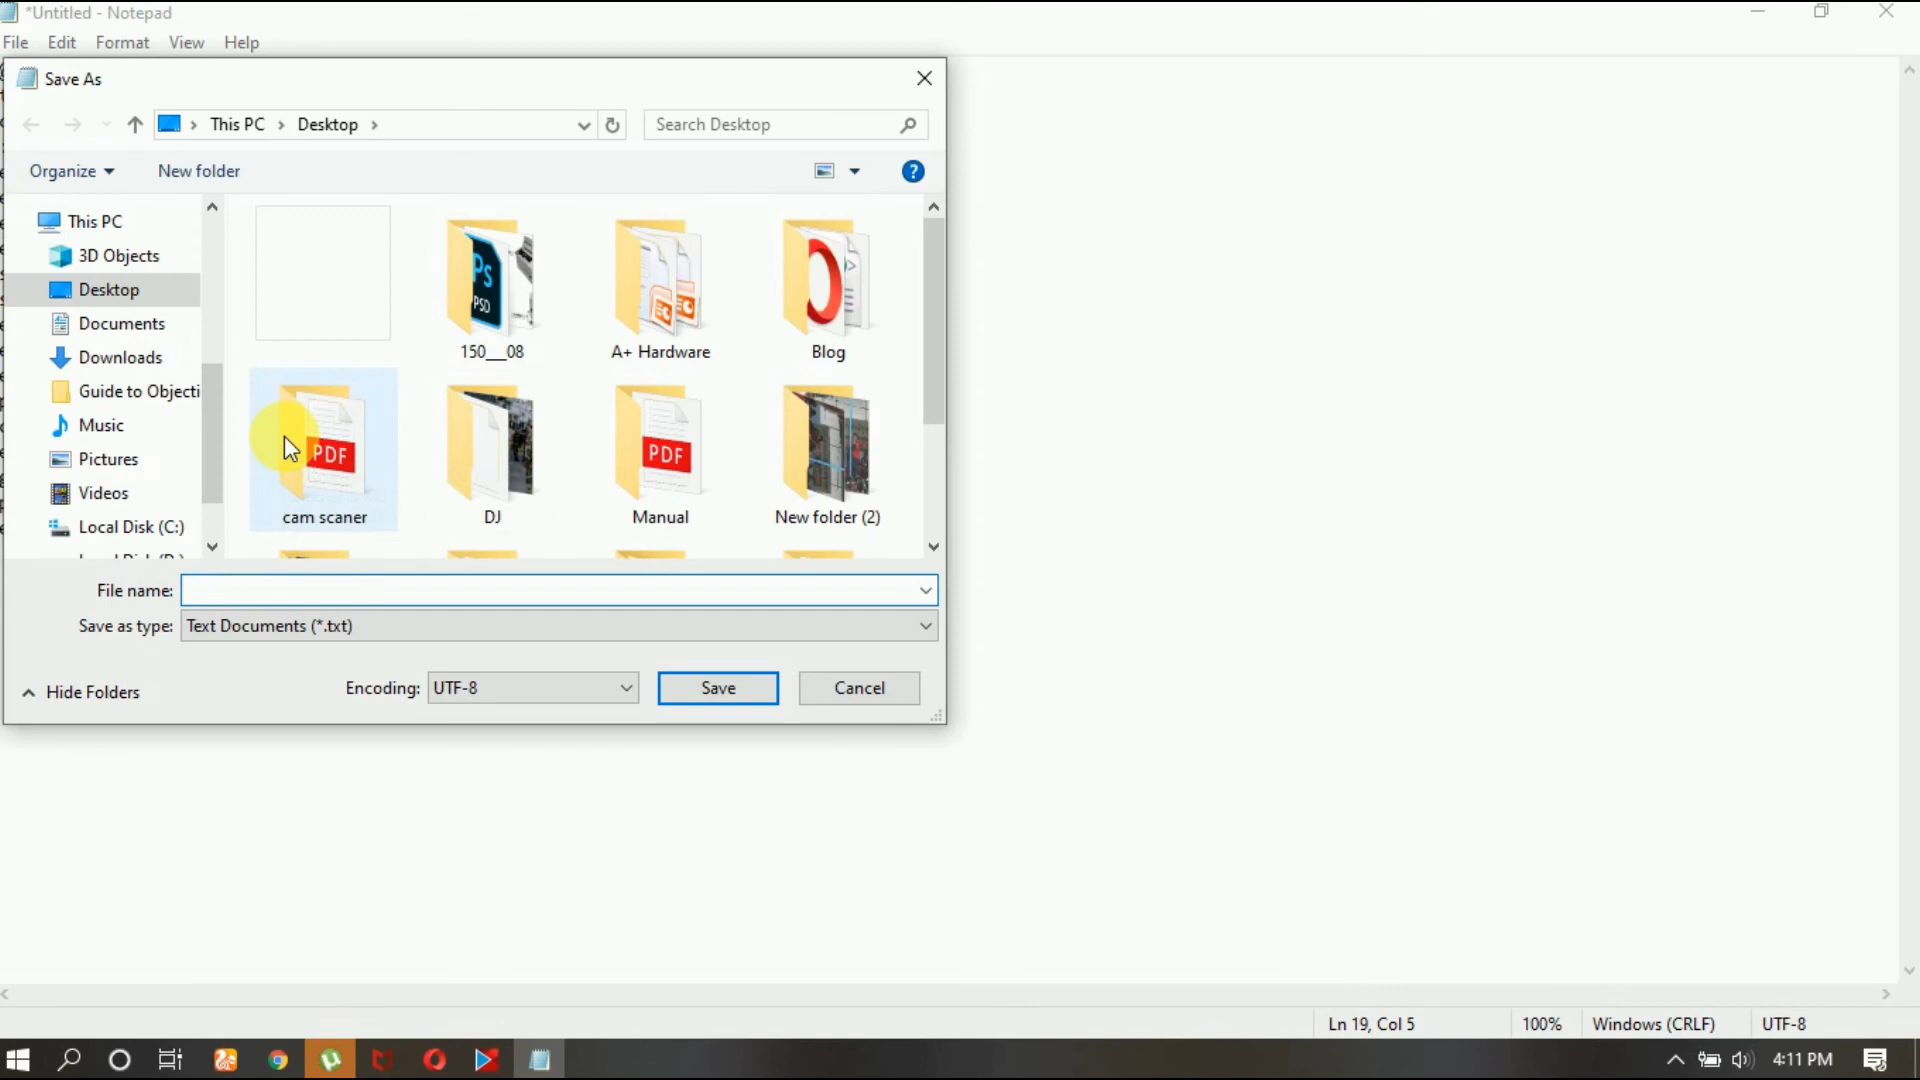 *Untitled - Notepad
File Edit Format View Help
Save As
This PC Desktop
Search Desktop
Organize New folder
?
This PC
3D Objects
Desktop
Documents
Downloads
Guide to Objecti
Music
Pictures
Videos
Local Disk (C:)
Ps
PSD
150__08
A+ Hardware
Blog
PDF
cam scaner
DJ
PDF
Manual
New folder (2)
File name:
Save as type: Text Documents (*.txt)
Hide Folders
Encoding: UTF-8
Save
Cancel
Ln 19, Col 5
100%
Windows (CRLF)
UTF-8
4:11 PM